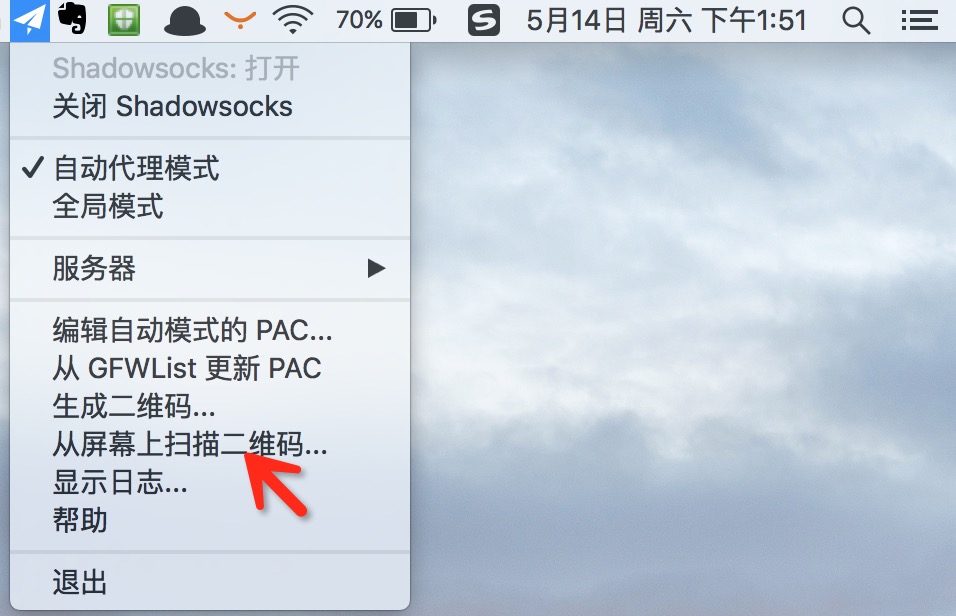 70% 5月14日 周六 下午1:51
Shadowsocks: 打开
关闭 Shadowsocks
自动代理模式
全局模式
服务器
编辑自动模式的 PAC...
从 GFWList 更新 PAC
生成二维码...
从屏幕上扫描二维码...
显示日志...
帮助
退出